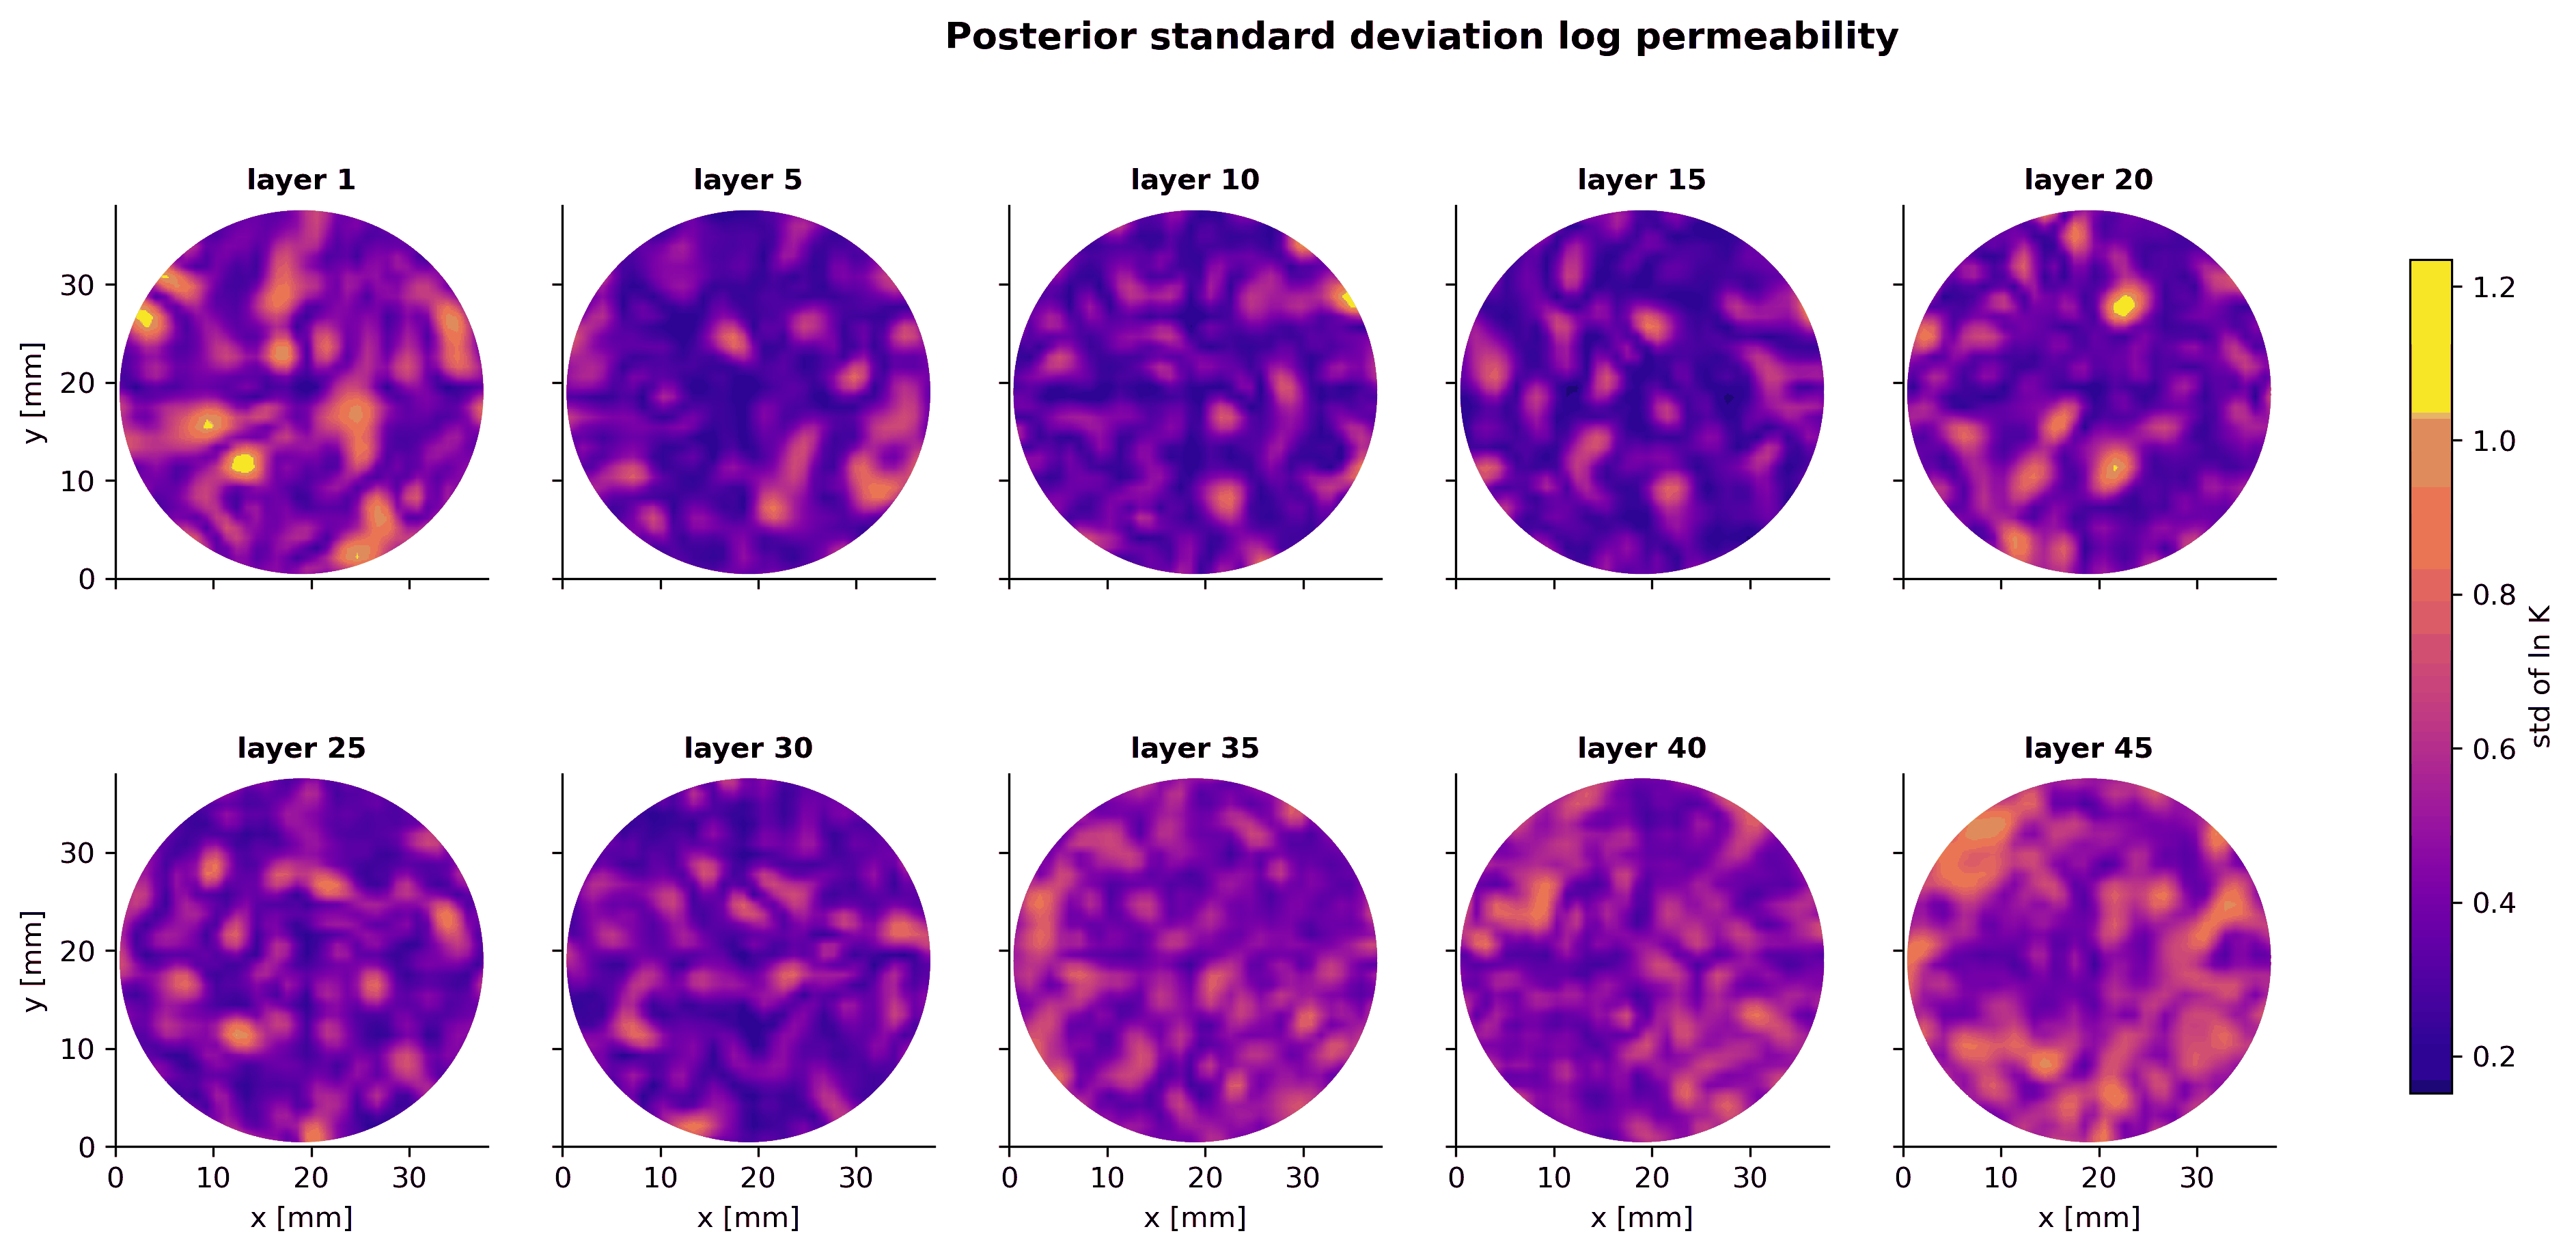 Posterior standard deviation log permeability
layer 1
layer 5
layer 10
layer 15
layer 20
y [mm]
30
20
10
0
layer 25
layer 30
layer 35
layer 40
layer 45
y [mm]
30
20
10
0
0 10 20 30
0 10 20 30
0 10 20 30
0 10 20 30
0 10 20 30
x [mm]
x [mm]
x [mm]
x [mm]
x [mm]
1.2
1.0
0.8
0.6
0.4
0.2
std of ln K